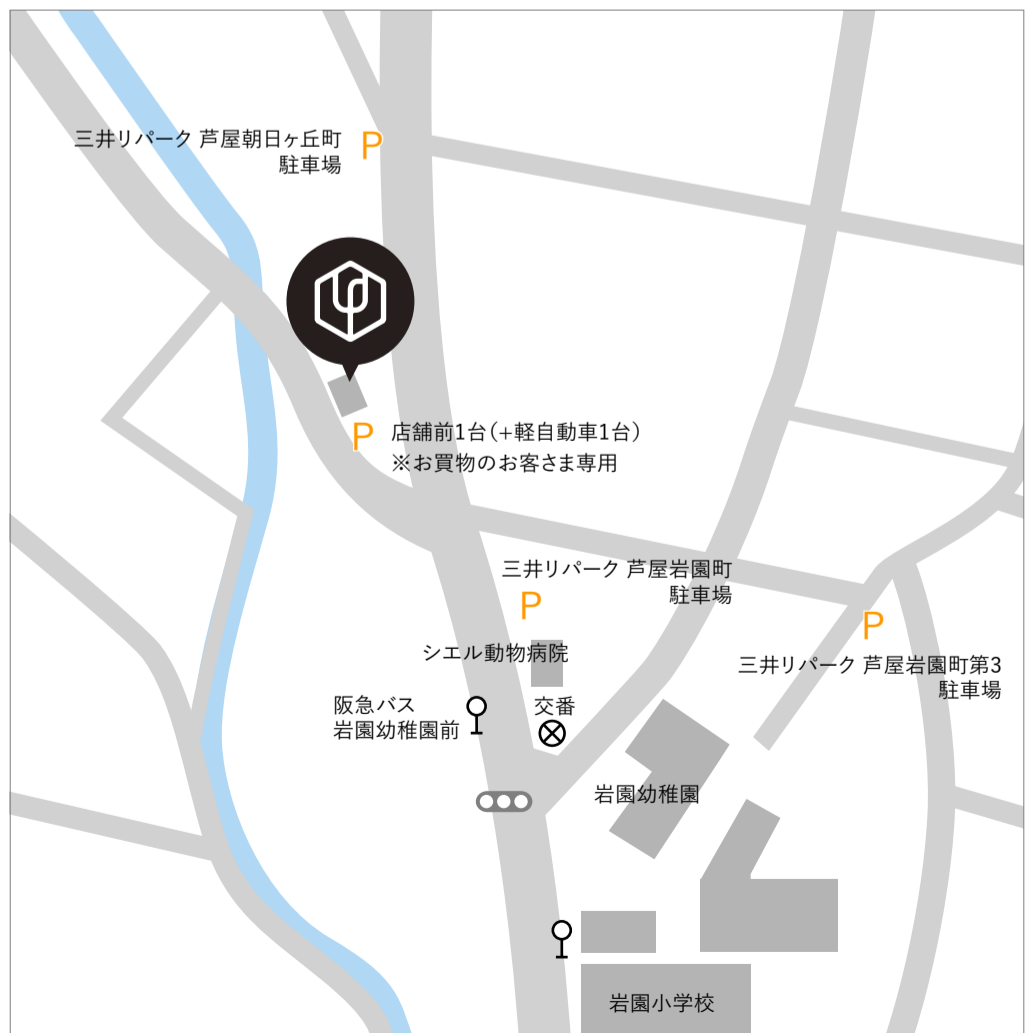 三井リパーク 芦屋朝日ヶ丘町
駐車場
P
P
店舗前1台(+軽自動車1台)
※お買物のお客さま専用
三井リパーク 芦屋岩園町
駐車場
P
P
シエル動物病院
三井リパーク 芦屋岩園町第3
駐車場
阪急バス
岩園幼稚園前
交番
岩園幼稚園
岩園小学校